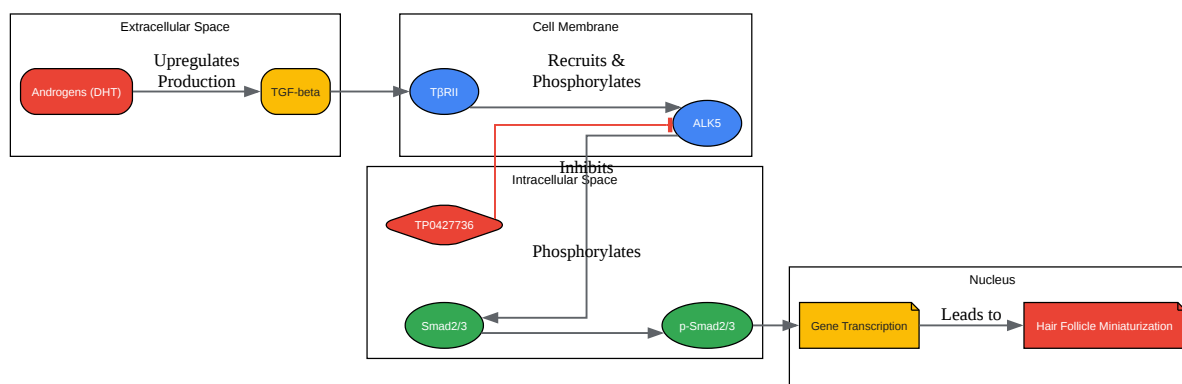 Extracellular Space
Upregulates
Production
Androgens (DHT)
TGF-beta
Cell Membrane
Recruits &
Phosphorylates
TβRII
ALK5
Inhibits
Intracellular Space
TP0427736
Phosphorylates
Smad2/3
p-Smad2/3
Nucleus
Gene Transcription
Leads to
Hair Follicle Miniaturization